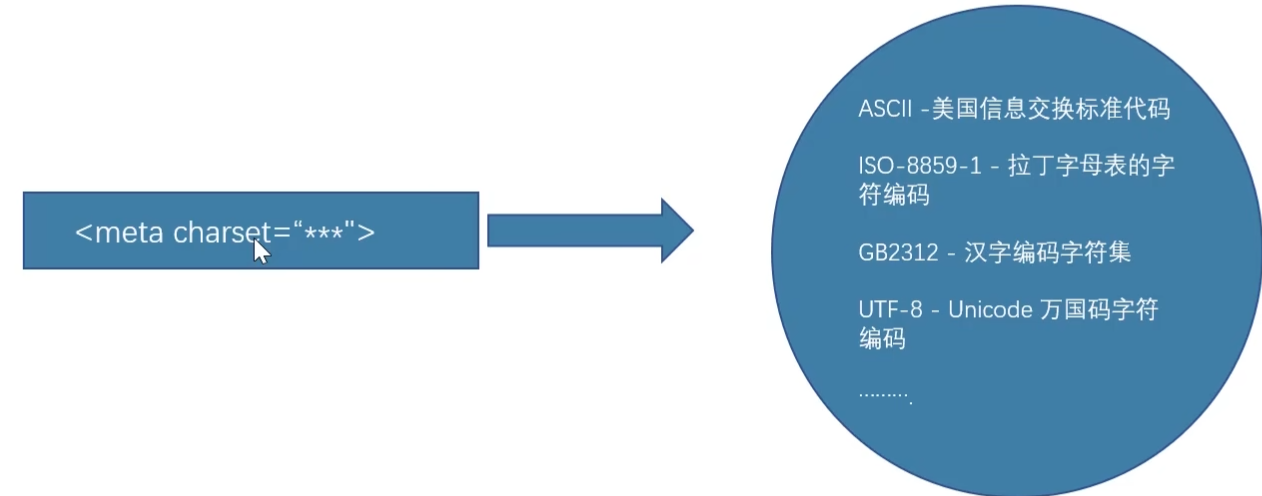 <meta charset=“***">
ASCII -美国信息交换标准代码
ISO-8859-1 - 拉丁字母表的字
符编码
GB2312 - 汉字编码字符集
UTF-8 - Unicode 万国码字符
编码
……….